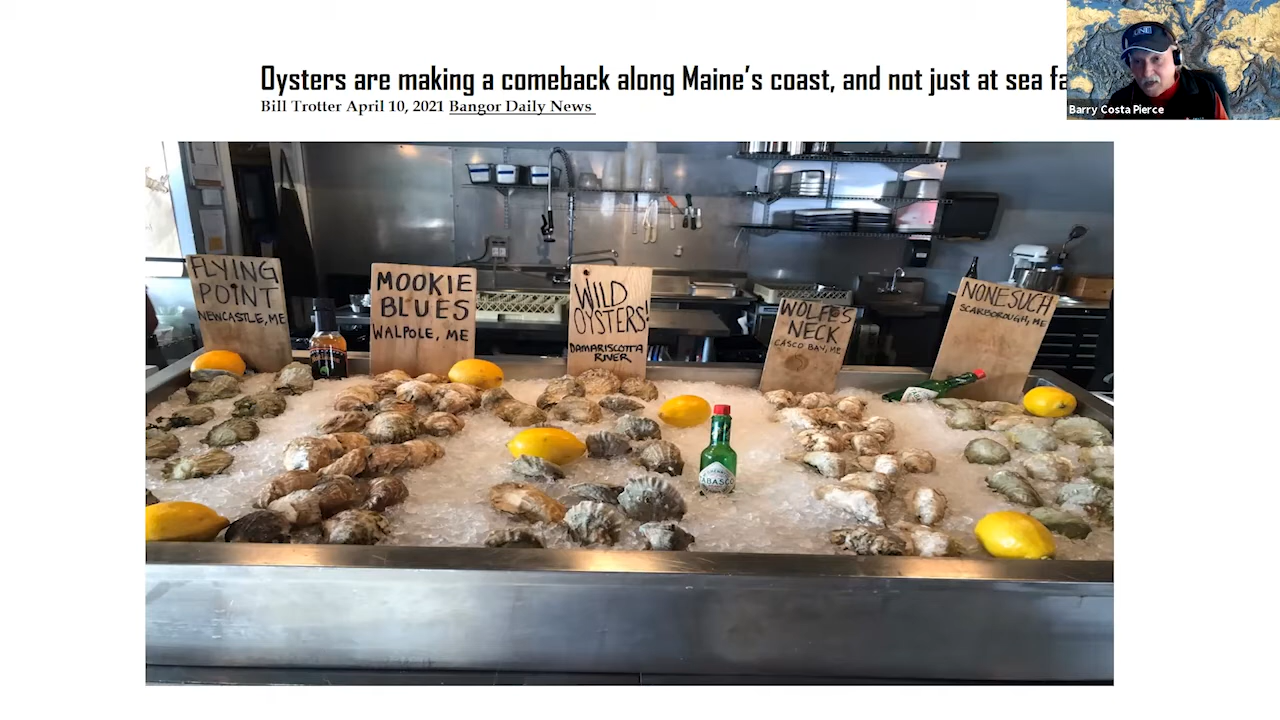 Oysters are making a comeback along Maine's coast, and not just at sea fa
Bill Trotter April 10, 2021 Bangor Daily News
UNE
Barry Costa Pierce
FLYING
POINT
NEWCASTLE, ME
MOOKIE
BLUES
WALPOLE, ME
WILD
OYSTERS!
DAMARISCOTTA
RIVER
WOLFE'S
NECK
CASCO BAY, ME
NONESUCH
SCARBOROUGH, ME
TABASCO